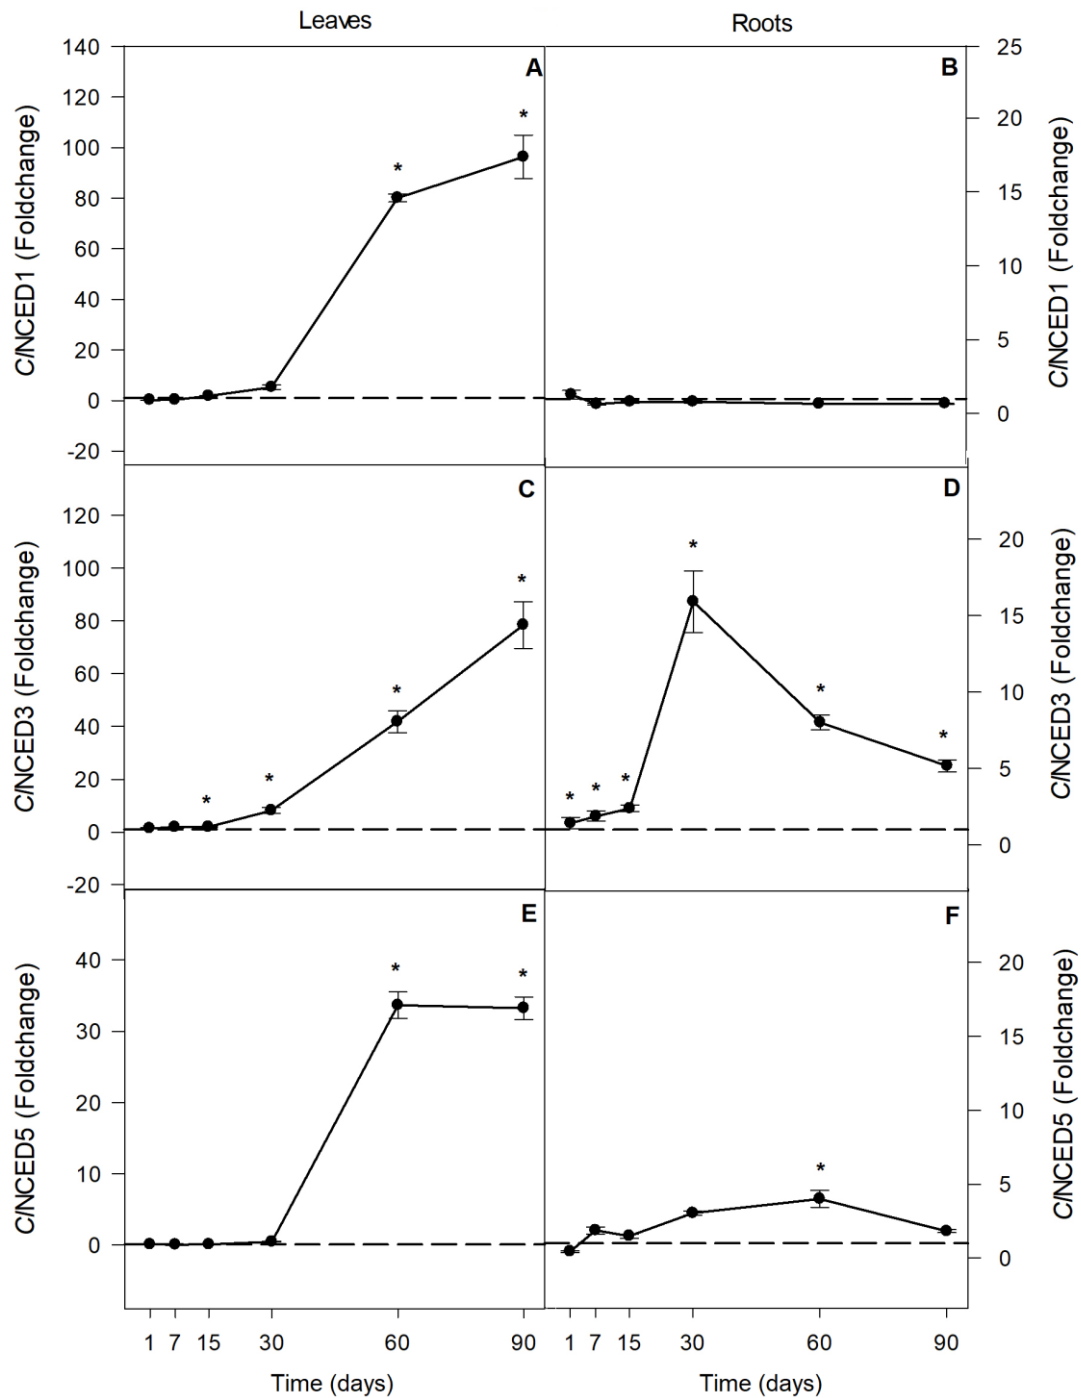 Leaves
Roots
140
120
100
80
60
40
20
0
-20
ClNCED1 (Foldchange)
A
*
*
B
25
20
15
10
5
0
ClNCED1 (Foldchange)
120
100
80
60
40
20
0
-20
ClNCED3 (Foldchange)
C
*
*
*
*
D
*
*
*
*
*
*
20
15
10
5
0
ClNCED3 (Foldchange)
40
30
20
10
0
ClNCED5 (Foldchange)
E
*
*
F
*
20
15
10
5
0
ClNCED5 (Foldchange)
1 7 15 30 60 90
1 7 15 30 60 90
Time (days)
Time (days)